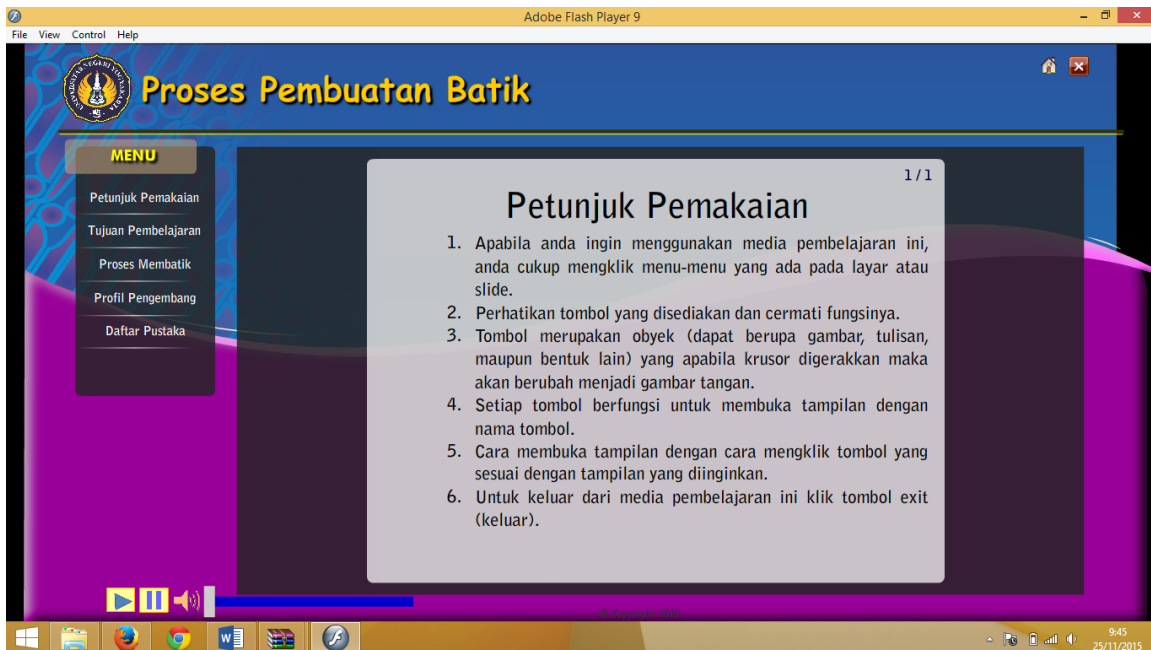 Adobe Flash Player 9
File View Control Help
UNIVERSITAS NEGERI YOGYAKARTA
Proses Pembuatan Batik
MENU
Petunjuk Pemakaian
Tujuan Pembelajaran
Proses Membatik
Profil Pengembang
Daftar Pustaka
1/1
Petunjuk Pemakaian
1. Apabila anda ingin menggunakan media pembelajaran ini,
anda cukup mengklik menu-menu yang ada pada layar atau
slide.
2. Perhatikan tombol yang disediakan dan cermati fungsinya.
3. Tombol merupakan obyek (dapat berupa gambar, tulisan,
maupun bentuk lain) yang apabila krusor digerakkan maka
akan berubah menjadi gambar tangan.
4. Setiap tombol berfungsi untuk membuka tampilan dengan
nama tombol.
5. Cara membuka tampilan dengan cara mengklik tombol yang
sesuai dengan tampilan yang diinginkan.
6. Untuk keluar dari media pembelajaran ini klik tombol exit
(keluar).
9:45
25/11/2015